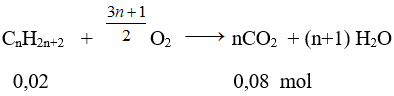 CₙH₂ₙ₊₂ + (3n+1)/2 O₂ ⟶ nCO₂ + (n+1) H₂O
0,02 0,08 mol